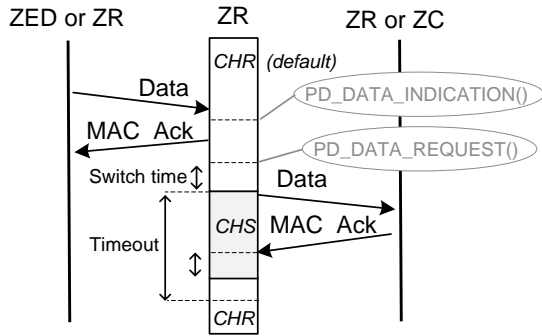 ZED or ZR
ZR
ZR or ZC
CHR
(default)
Data
PD_DATA_INDICATION()
MAC Ack
PD_DATA_REQUEST()
Switch time
Data
CHS
MAC Ack
Timeout
CHR